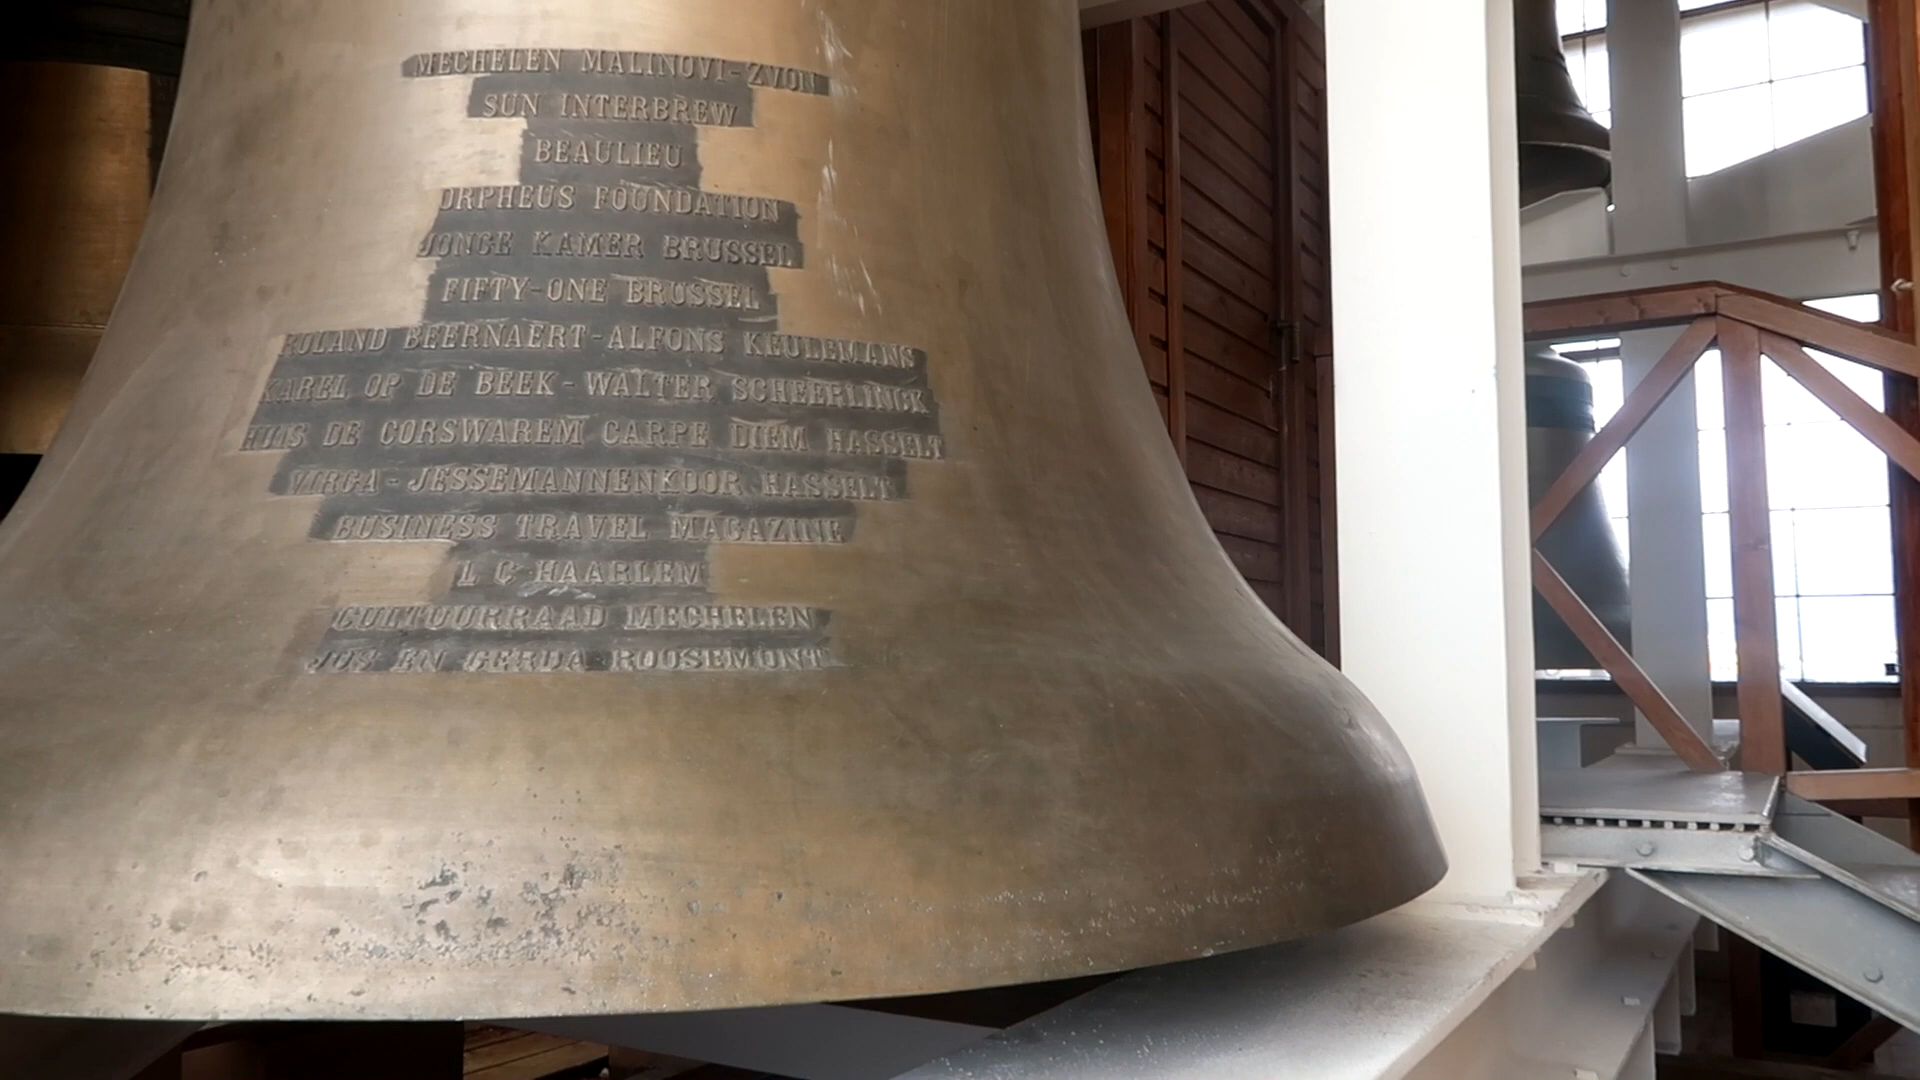 MECHELEN MALINOVI-ZVON
SUN INTERBREW
BEAULIEU
ORPHEUS FOUNDATION
JONGE KAMER BRUSSEL
FIFTY-ONE BRUSSEL
ROLAND BEERNAERT-ALFONS KEULEMANS
KAREL OP DE BEEK-WALTER SCHEERLINCK
HUIS DE CORSWAREM CARPE DIEM HASSELT
VIRGA-JESSEMANNENKOOR HASSELT
BUSINESS TRAVEL MAGAZINE
L C HAARLEM
CULTUURRAAD MECHELEN
JOS EN GERDA ROOSEMONT